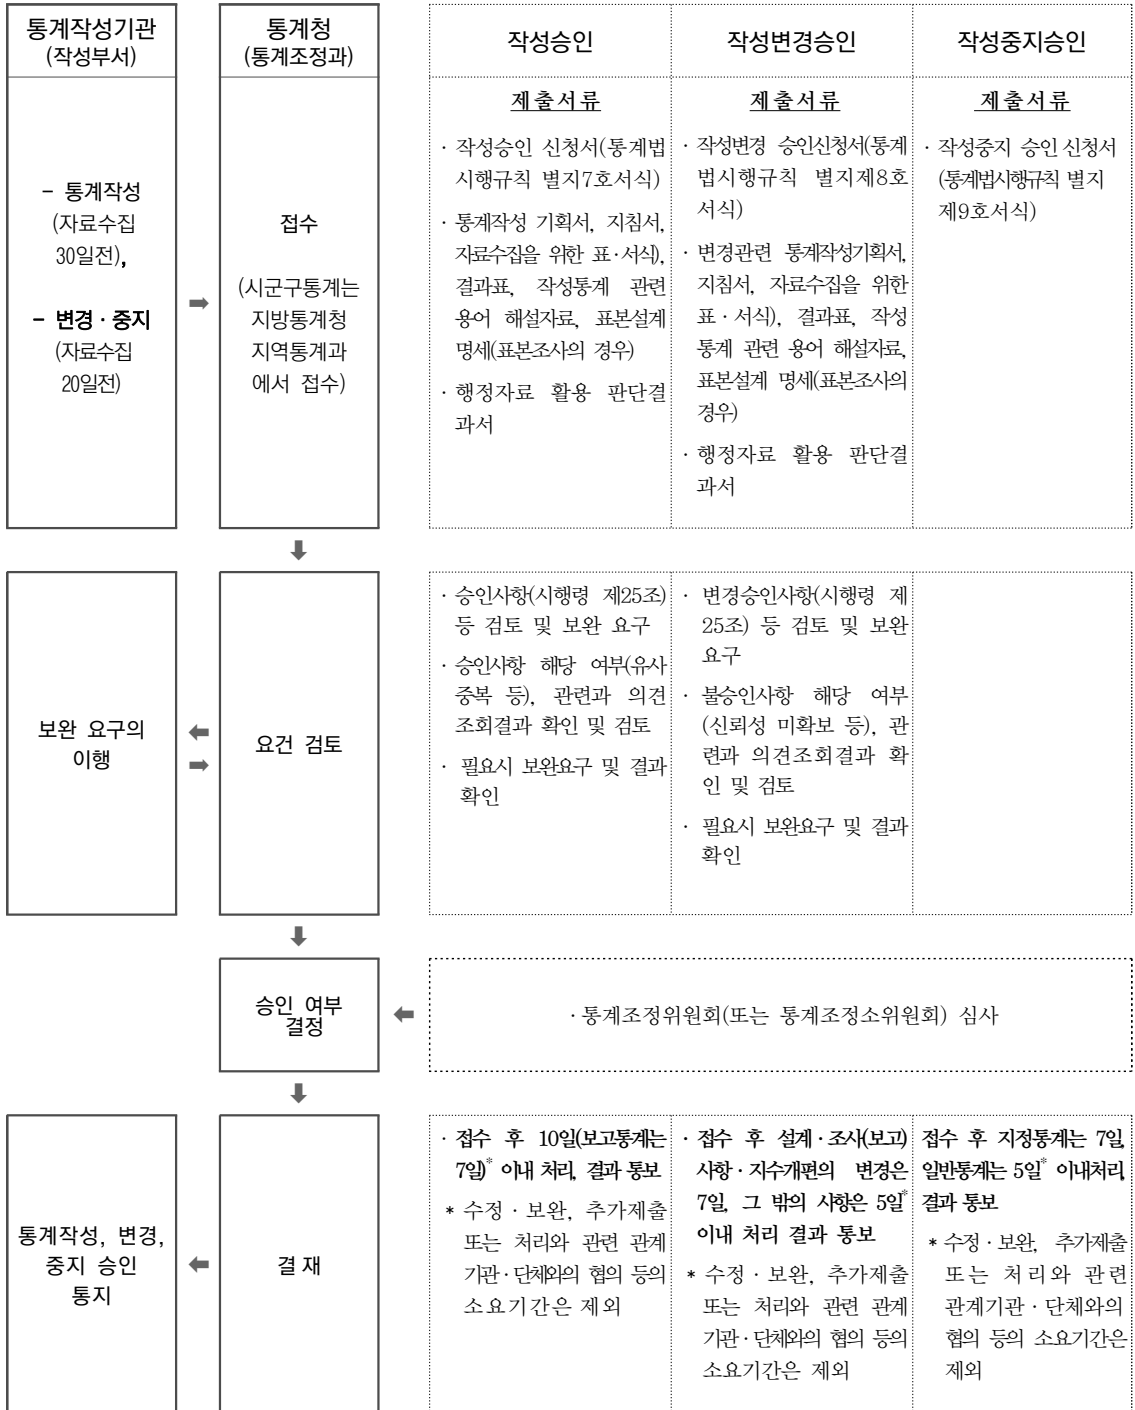 통계작성기관
(작성부서)
통계청
(통계조정과)
작성승인
작성변경승인
작성중지승인
- 통계작성
(자료수집
30일전),
- 변경·중지
(자료수집
20일전)
접수
(시군구통계는
지방통계청
지역통계과
에서 접수)
제출서류
· 작성승인 신청서(통계법
시행규칙 별지7호서식)
· 통계작성 기획서, 지침서,
자료수집을 위한 표·서식),
결과표, 작성통계 관련
용어 해설자료, 표본설계
명세(표본조사의 경우)
· 행정자료 활용 판단결
과서
제출서류
· 작성변경 승인신청서(통계
법시행규칙 별지제8호
서식)
· 변경관련 통계작성기획서,
지침서, 자료수집을 위한
표·서식), 결과표, 작성
통계 관련 용어 해설자료,
표본설계 명세(표본조사의
경우)
· 행정자료 활용 판단결
과서
제출서류
· 작성중지 승인 신청서
(통계법시행규칙 별지
제9호서식)
보완 요구의
이행
요건 검토
· 승인사항(시행령 제25조)
등 검토 및 보완 요구
· 승인사항 해당 여부(유사
중복 등), 관련과 의견
조회결과 확인 및 검토
· 필요시 보완요구 및 결과
확인
· 변경승인사항(시행령 제
25조) 등 검토 및 보완
요구
· 불승인사항 해당 여부
(신뢰성 미확보 등), 관
련과 의견조회결과 확
인 및 검토
· 필요시 보완요구 및 결과
확인
승인 여부
결정
· 통계조정위원회(또는 통계조정소위원회) 심사
통계작성, 변경,
중지 승인
통지
결재
· 접수 후 10일(보고통계는
7일)* 이내 처리, 결과 통보
* 수정·보완, 추가제출
또는 처리와 관련 관계
기관·단체와의 협의 등의
소요기간은 제외
· 접수 후 설계·조사(보고)
사항·지수개편의 변경은
7일, 그 밖의 사항은 5일*
이내 처리 결과 통보
* 수정·보완, 추가제출
또는 처리와 관련 관계
기관·단체와의 협의 등의
소요기간은 제외
접수 후 지정통계는 7일,
일반통계는 5일* 이내처리,
결과 통보
* 수정·보완, 추가제출
또는 처리와 관련
관계기관·단체와의
협의 등의 소요기간은
제외